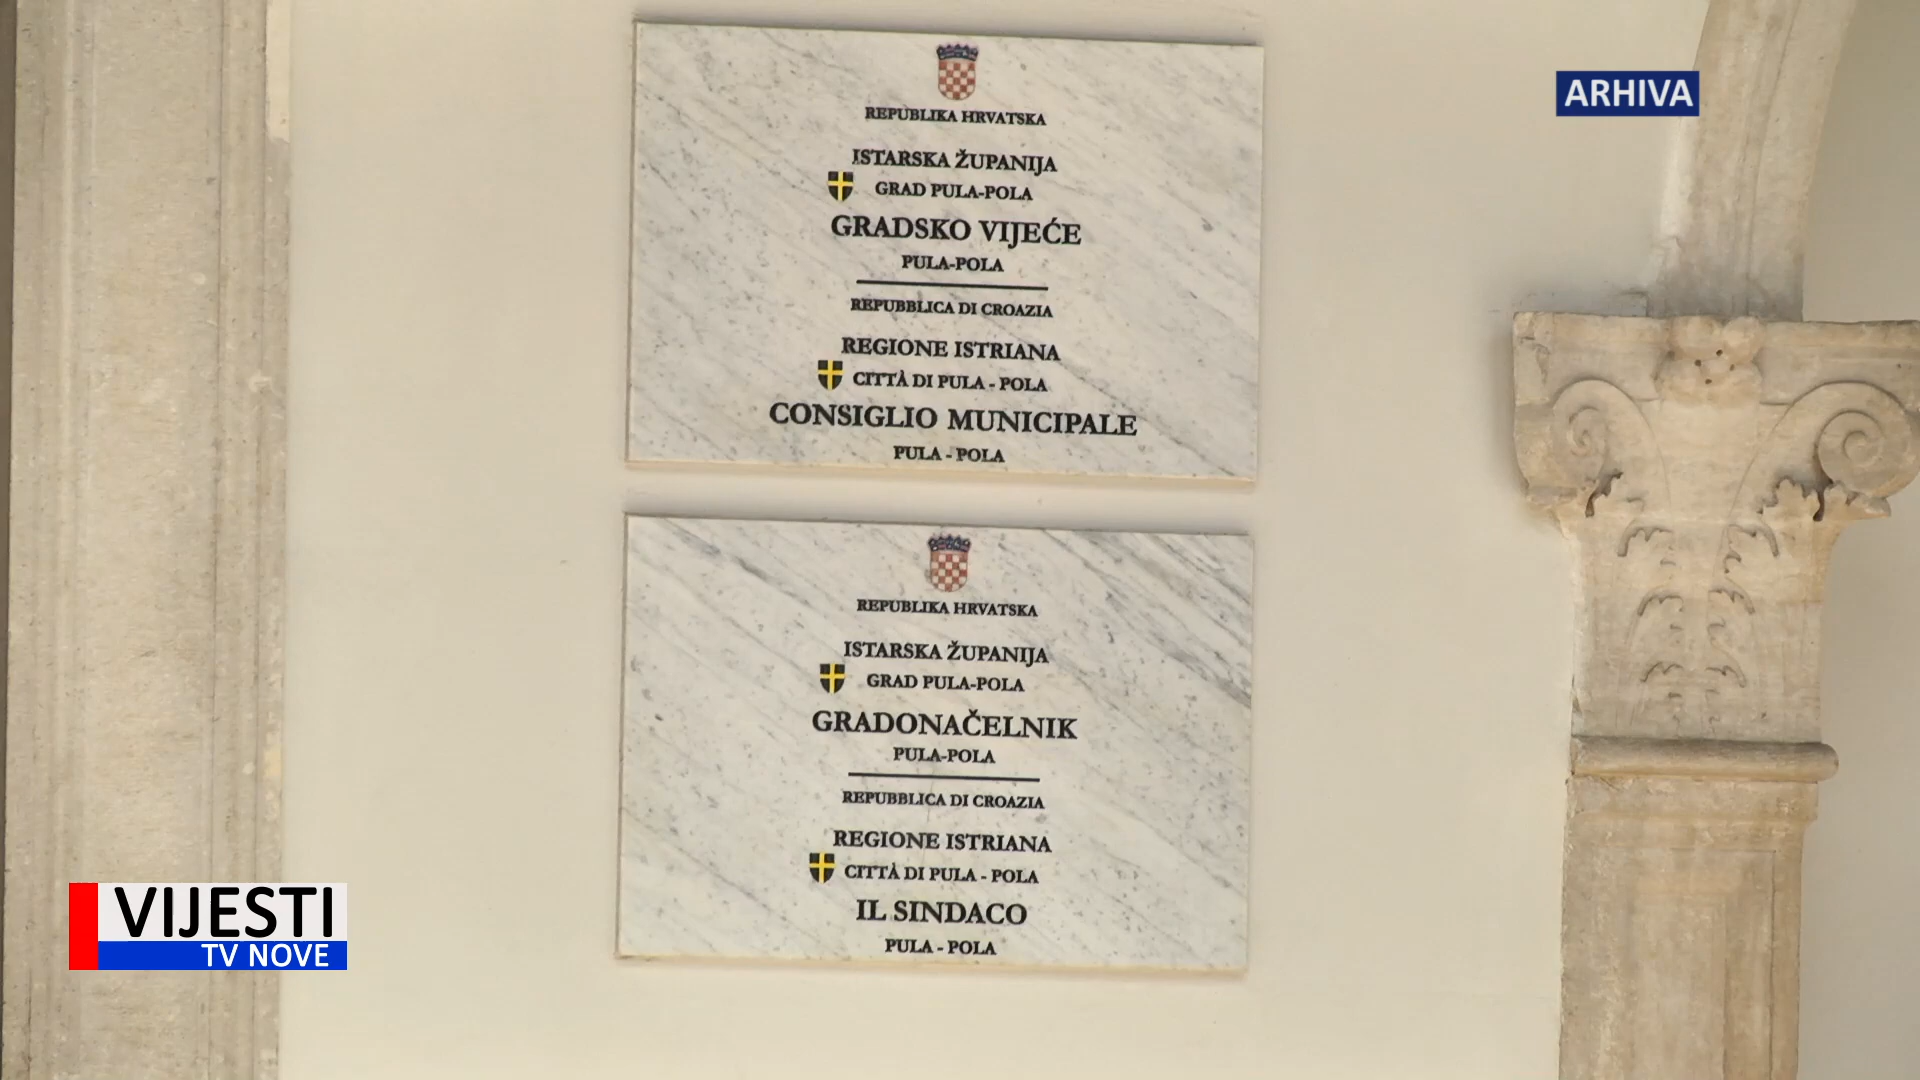 ARHIVA
REPUBLIKA HRVATSKA
ISTARSKA ŽUPANIJA
GRAD PULA-POLA
GRADSKO VIJEĆE
PULA-POLA
REPUBBLICA DI CROAZIA
REGIONE ISTRIANA
CITTÀ DI PULA - POLA
CONSIGLIO MUNICIPALE
PULA - POLA
REPUBLIKA HRVATSKA
ISTARSKA ŽUPANIJA
GRAD PULA-POLA
GRADONAČELNIK
PULA-POLA
REPUBBLICA DI CROAZIA
REGIONE ISTRIANA
CITTÀ DI PULA - POLA
IL SINDACO
PULA - POLA
VIJESTI
TV NOVE